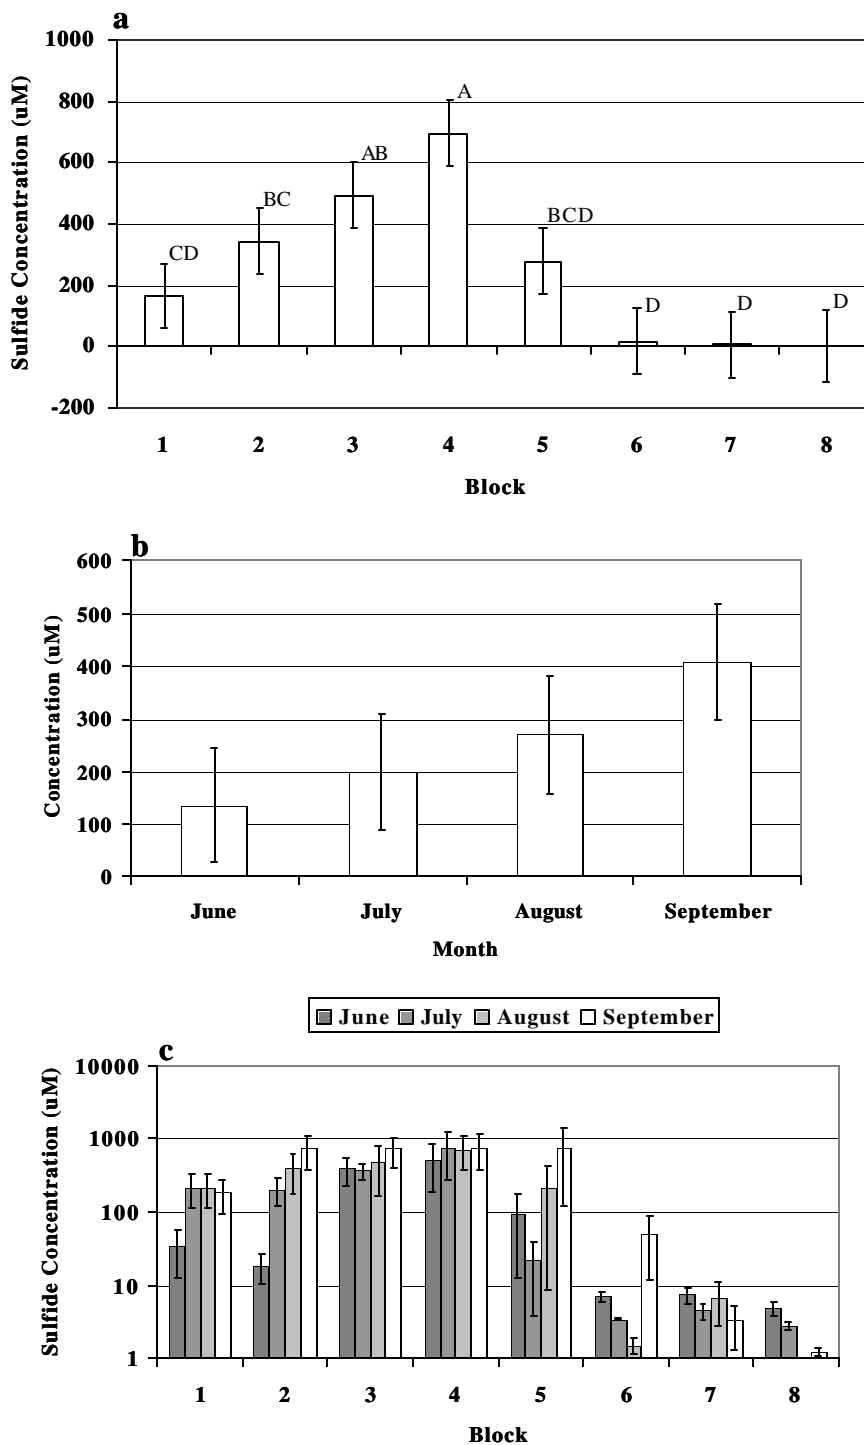 a
Sulfide Concentration (uM)
1000
800
600
400
200
0
-200
CD
BC
AB
A
BCD
D
D
D
1 2 3 4 5 6 7 8
Block
b
Concentration (uM)
600
500
400
300
200
100
0
June July August September
Month
June July August September
c
Sulfide Concentration (uM)
10000
1000
100
10
1
1 2 3 4 5 6 7 8
Block